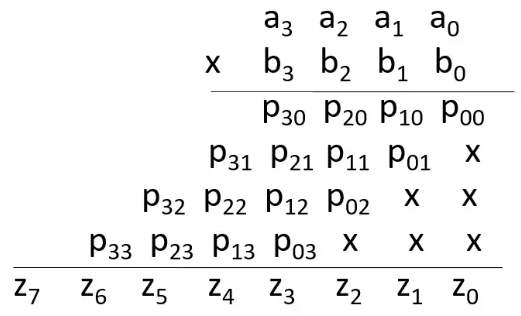 a₃ a₂ a₁ a₀
x b₃ b₂ b₁ b₀
p₃₀ p₂₀ p₁₀ p₀₀
p₃₁ p₂₁ p₁₁ p₀₁ x
p₃₂ p₂₂ p₁₂ p₀₂ x x
p₃₃ p₂₃ p₁₃ p₀₃ x x x
z₇ z₆ z₅ z₄ z₃ z₂ z₁ z₀